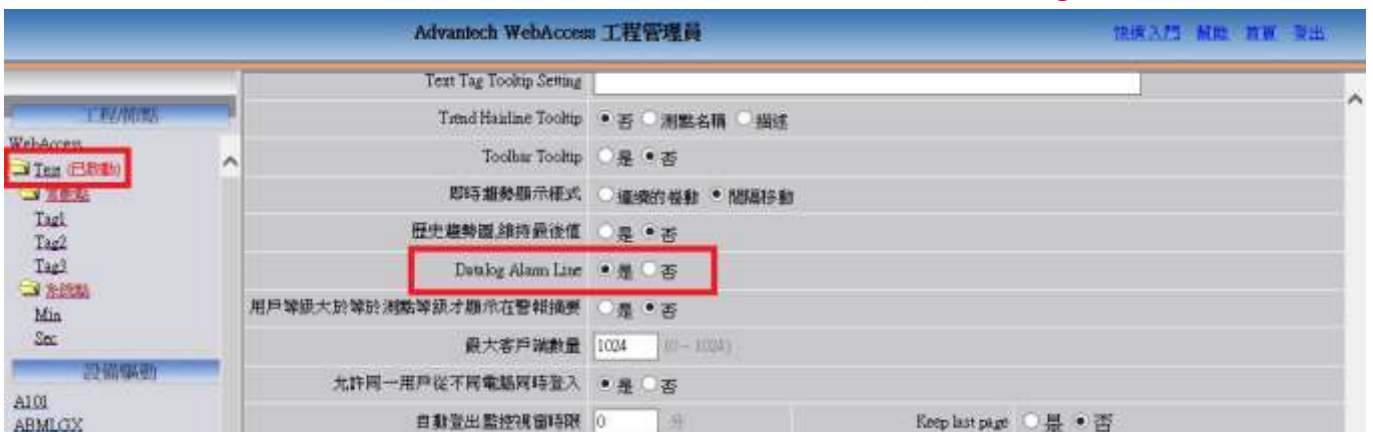 Advantech WebAccess 工程管理員
快速入門 幫助 首頁 登出
工程/節點
WebAccess
Test (已啟動)
常數點
Tag1
Tag2
Tag3
系統點
Min
Sec
設備驅動
A101
ABMLGX
Text Tag Tooltip Setting
Trend Hairline Tooltip 否 測點名稱 描述
Toolbar Tooltip 是 否
即時趨勢顯示樣式 連續的卷動 間隔移動
歷史趨勢圖,維持最後值 是 否
Datalog Alarm Line 是 否
用戶等級大於等於測點等級才顯示在警報摘要 是 否
最大客戶端數量 1024 (0 ~ 1024)
允許同一用戶從不同電腦同時登入 是 否
自動登出監控視窗時限 0 分 Keep last page 是 否